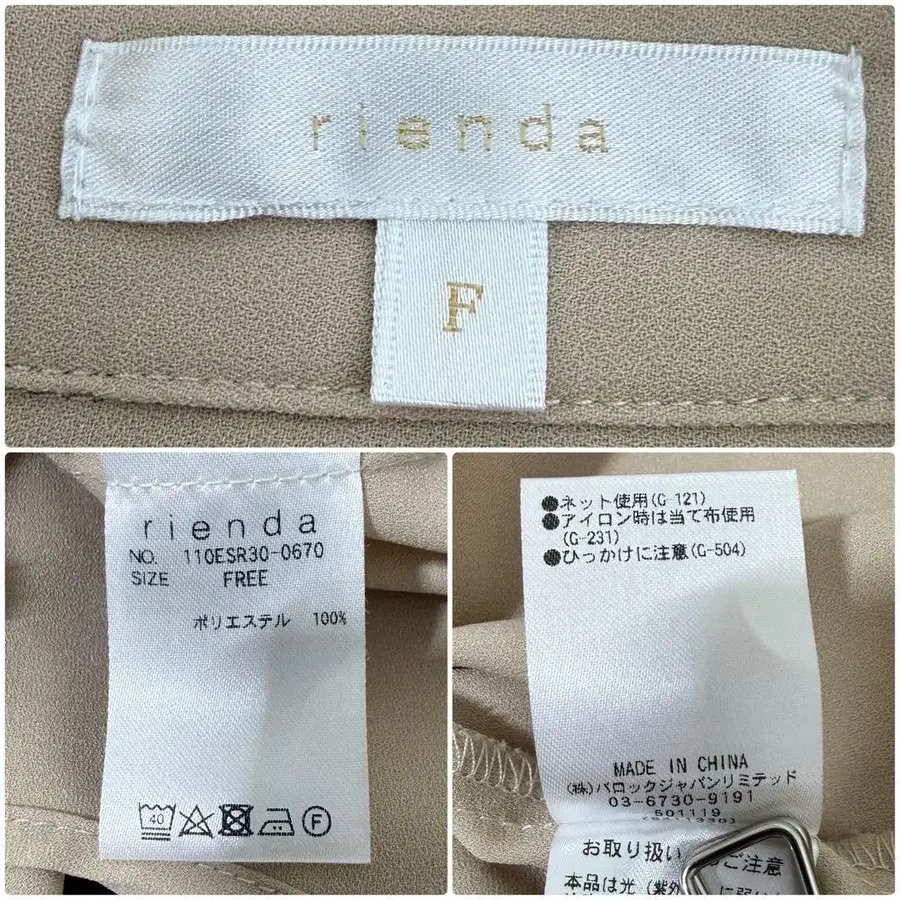 rienda
F
rienda
NO. 110ESR30-0670
SIZE FREE
ポリエステル 100%
40
F
●ネット使用(G-121)
●アイロン時は当て布使用
(G-231)
●ひっかけに注意(G-504)
MADE IN CHINA
(株)バロックジャパンリミテッド
03-6730-9191
601119
お取り扱い
ご注意
本品は光(紫外